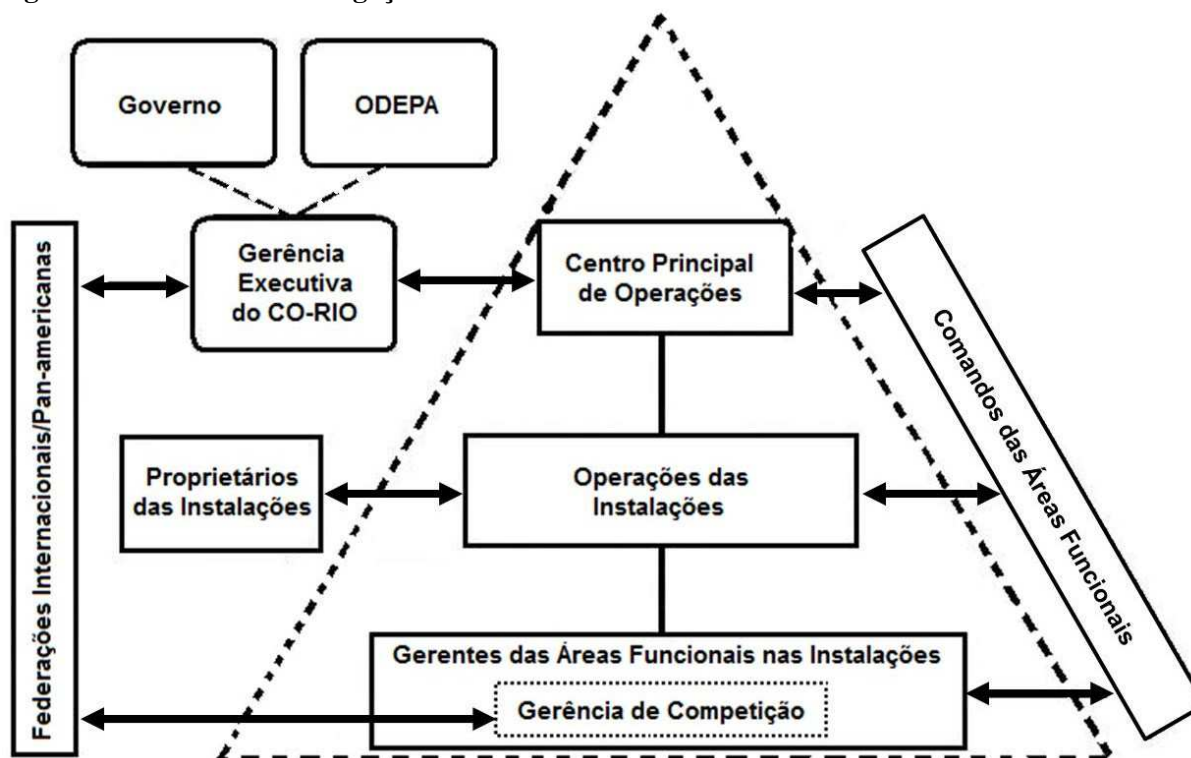 Governo
ODEPA
Gerência
Executiva
do CO-RIO
Centro Principal
de Operações
Federações Internacionais/Pan-americanas
Comandos das Áreas Funcionais
Proprietários
das Instalações
Operações das
Instalações
Gerentes das Áreas Funcionais nas Instalações
Gerência de Competição